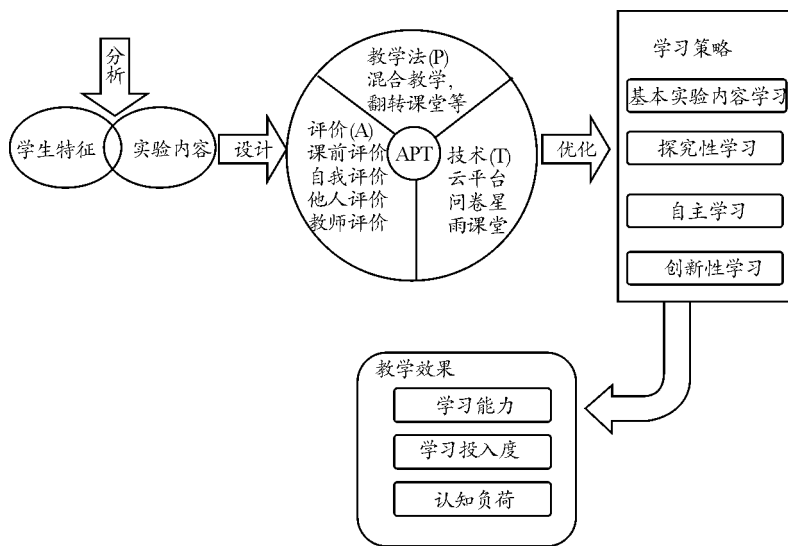 分析
学生特征
实验内容
设计
教学法(P)
混合教学,
翻转课堂等
评价(A)
课前评价
自我评价
他人评价
教师评价
APT
技术(T)
云平台
问卷星
雨课堂
优化
学习策略
基本实验内容学习
探究性学习
自主学习
创新性学习
教学效果
学习能力
学习投入度
认知负荷